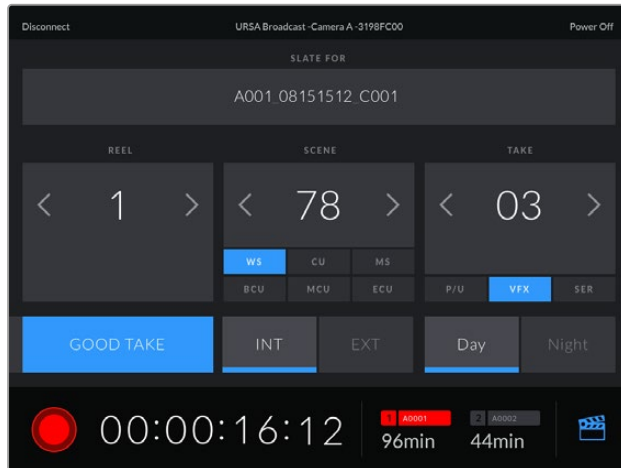 Disconnect URSA Broadcast -Camera A -3198FC00 Power Off
SLATE FOR
A001_08151512_C001
REEL SCENE TAKE
< 1 > < 78 > < 03 >
WS CU MS
BCU MCU ECU P/U VFX SER
GOOD TAKE INT EXT Day Night
00:00:16:12 1 A0001 2 A0002
96min 44min